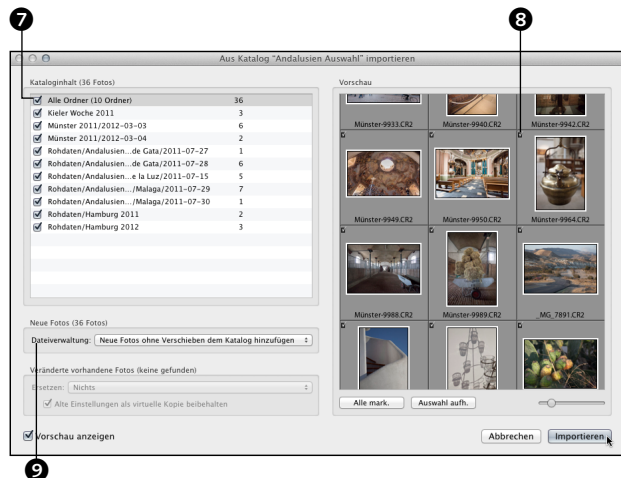 7
8
Aus Katalog "Andalusien Auswahl" importieren
Kataloginhalt (36 Fotos)
Alle Ordner (10 Ordner) 36
Kieler Woche 2011 3
Münster 2011/2012-03-03 6
Münster 2011/2012-03-04 2
Rohdaten/Andalusien...de Gata/2011-07-27 1
Rohdaten/Andalusien...de Gata/2011-07-28 6
Rohdaten/Andalusien...e la Luz/2011-07-15 5
Rohdaten/Andalusien.../Malaga/2011-07-29 7
Rohdaten/Andalusien.../Malaga/2011-07-30 1
Rohdaten/Hamburg 2011 2
Rohdaten/Hamburg 2012 3
Neue Fotos (36 Fotos)
Dateiverwaltung: Neue Fotos ohne Verschieben dem Katalog hinzufügen
Veränderte vorhandene Fotos (keine gefunden)
Ersetzen: Nichts
Alte Einstellungen als virtuelle Kopie beibehalten
Vorschau anzeigen
Vorschau
Münster-9933.CR2 Münster-9940.CR2 Münster-9942.CR2
Münster-9949.CR2 Münster-9950.CR2 Münster-9964.CR2
Münster-9988.CR2 Münster-9989.CR2 _MG_7891.CR2
Alle mark. Auswahl aufh.
Abbrechen Importieren
9